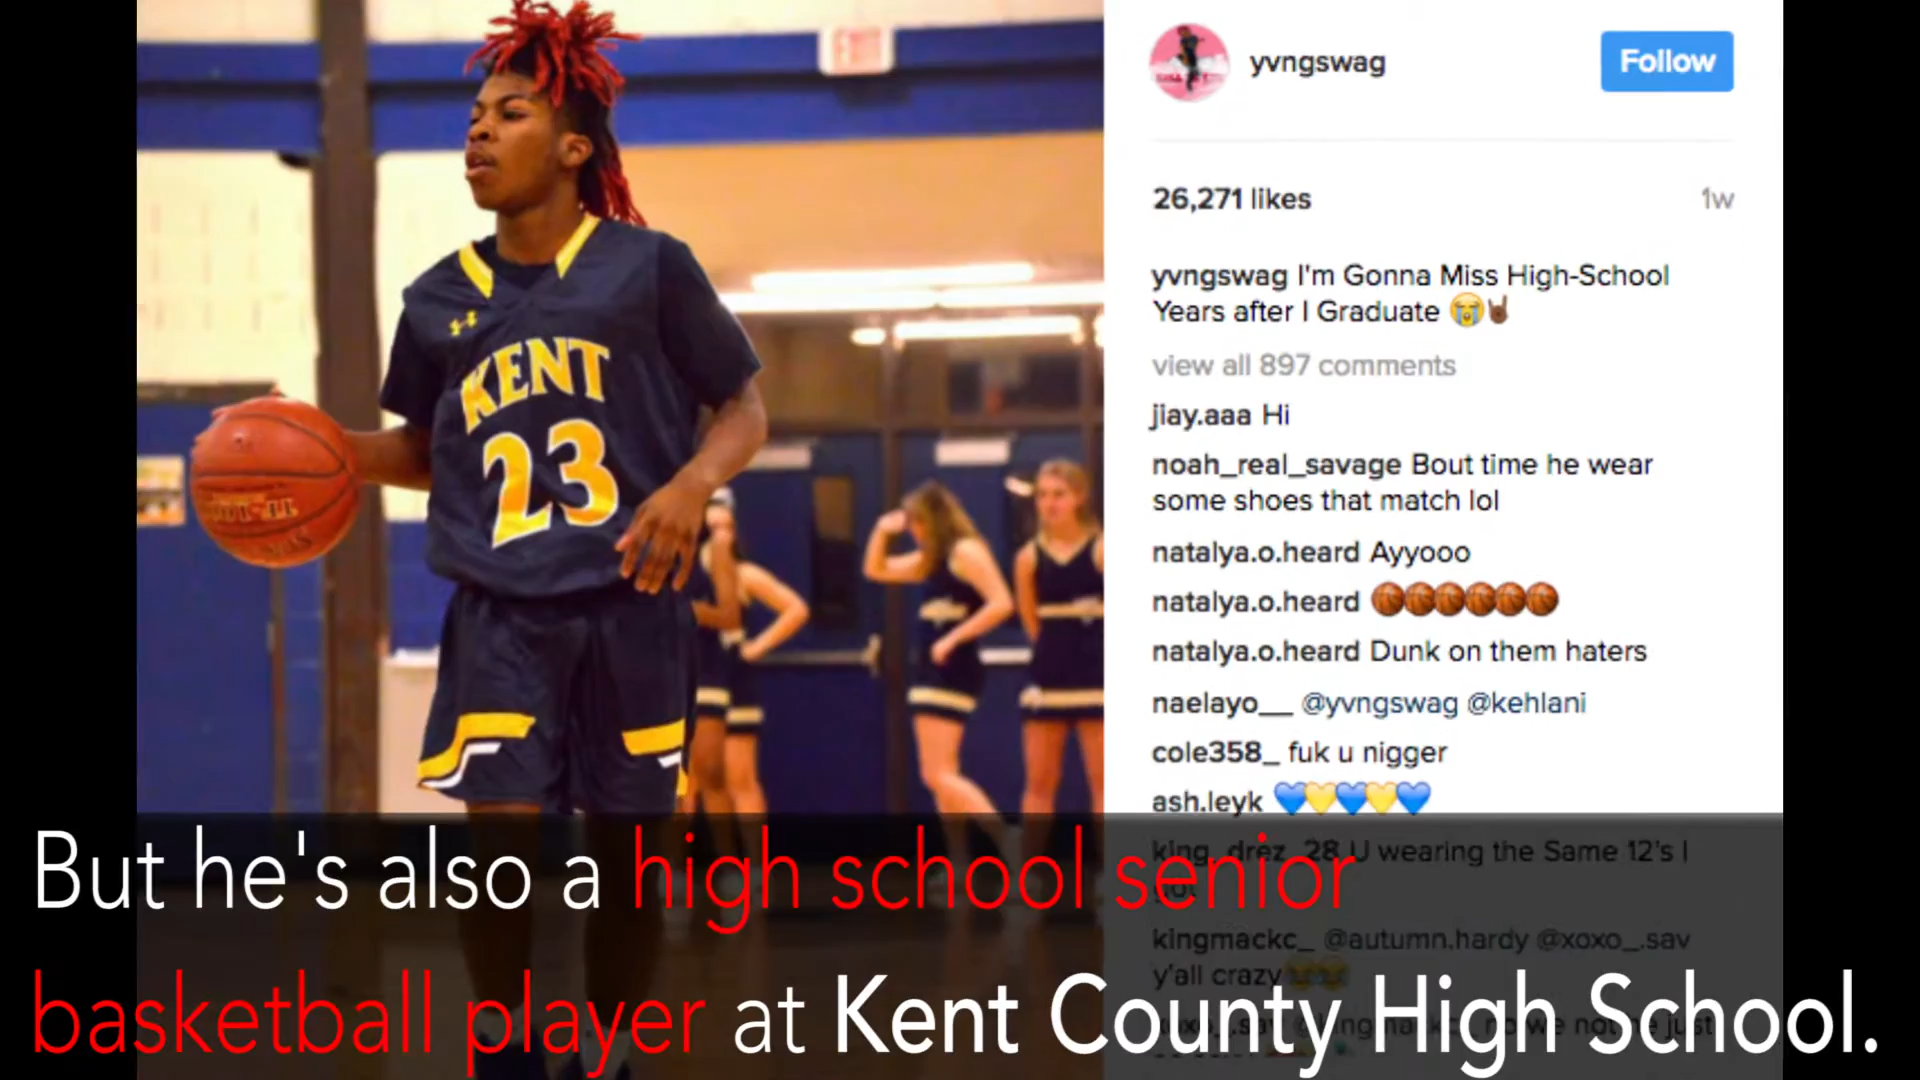 yvngswag
Follow
26,271 likes
1w
yvngswag I'm Gonna Miss High-School
Years after I Graduate 😭🤘🏿
view all 897 comments
jiay.aaa Hi
noah_real_savage Bout time he wear
some shoes that match lol
natalya.o.heard Ayyooo
natalya.o.heard 🏀🏀🏀🏀🏀🏀
natalya.o.heard Dunk on them haters
naelayo__ @yvngswag @kehlani
cole358_ fuk u nigger
ash.leyk 💙💛💙💛💙
king_drez_28 U wearing the Same 12's I
kingmackc_ @autumn.hardy @xoxo_.sav
y'all crazy
KENT
23
But he's also a high school senior
basketball player at Kent County High School.